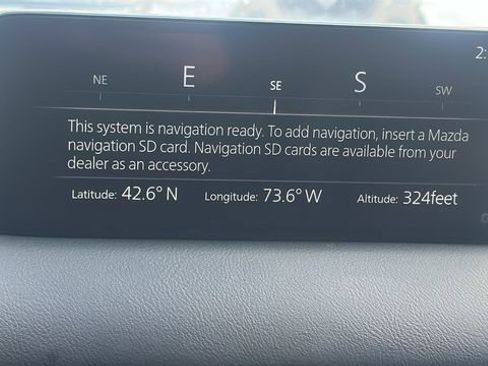 2:
NE E SE S SW
This system is navigation ready. To add navigation, insert a Mazda
navigation SD card. Navigation SD cards are available from your
dealer as an accessory.
Latitude: 42.6° N Longitude: 73.6° W Altitude: 324feet